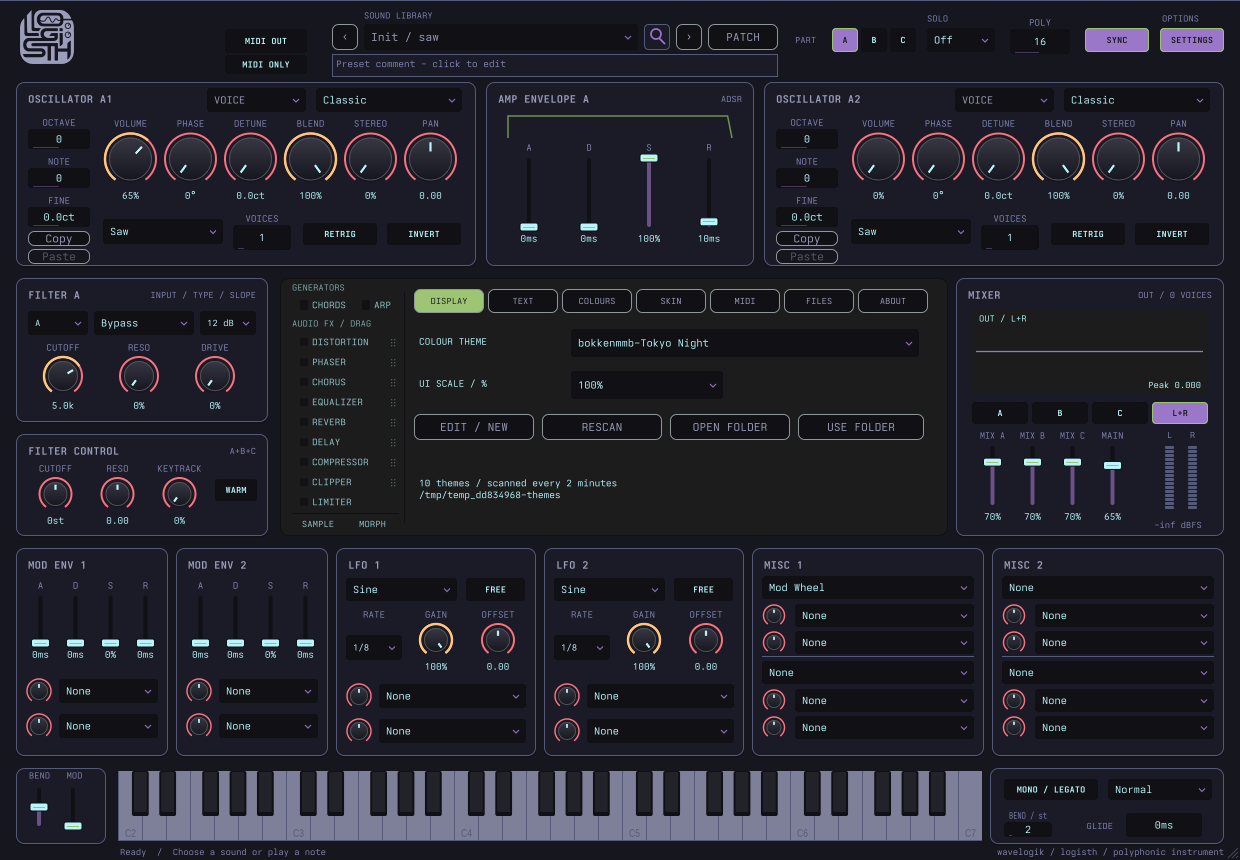 LOGISTH
SOUND LIBRARY
MIDI OUT
MIDI ONLY
‹ Init / saw › PATCH
Preset comment - click to edit
PART A B C
SOLO
Off
POLY
16
OPTIONS
SYNC SETTINGS
OSCILLATOR A1 VOICE Classic
OCTAVE VOLUME PHASE DETUNE BLEND STEREO PAN
0
NOTE
0
65% 0° 0.0ct 100% 0% 0.00
FINE
0.0ct
Copy
Paste
Saw
VOICES
1
RETRIG INVERT
AMP ENVELOPE A ADSR
A D S R
0ms 0ms 100% 10ms
OSCILLATOR A2 VOICE Classic
OCTAVE VOLUME PHASE DETUNE BLEND STEREO PAN
0
NOTE
0
0% 0° 0.0ct 100% 0% 0.00
FINE
0.0ct
Copy
Paste
Saw
VOICES
1
RETRIG INVERT
FILTER A INPUT / TYPE / SLOPE
A Bypass 12 dB
CUTOFF RESO DRIVE
5.0k 0% 0%
FILTER CONTROL A+B+C
CUTOFF RESO KEYTRACK
WARM
0st 0.00 0%
GENERATORS
CHORDS ARP
AUDIO FX / DRAG
DISTORTION
PHASER
CHORUS
EQUALIZER
REVERB
DELAY
COMPRESSOR
CLIPPER
LIMITER
SAMPLE MORPH
DISPLAY TEXT COLOURS SKIN MIDI FILES ABOUT
COLOUR THEME bokkenmmb-Tokyo Night
UI SCALE / % 100%
EDIT / NEW RESCAN OPEN FOLDER USE FOLDER
10 themes / scanned every 2 minutes
/tmp/temp_dd834968-themes
MIXER OUT / 0 VOICES
OUT / L+R
Peak 0.000
A B C L+R
MIX A MIX B MIX C MAIN L R
70% 70% 70% 65%
-inf dBFS
MOD ENV 1
A D S R
0ms 0ms 0% 0ms
None
None
MOD ENV 2
A D S R
0ms 0ms 0% 0ms
None
None
LFO 1
Sine FREE
RATE GAIN OFFSET
1/8
100% 0.00
None
None
LFO 2
Sine FREE
RATE GAIN OFFSET
1/8
100% 0.00
None
None
MISC 1
Mod Wheel
None
None
None
None
None
MISC 2
None
None
None
None
None
None
BEND MOD
C2 C3 C4 C5 C6 C7
MONO / LEGATO Normal
BEND / st
2
GLIDE 0ms
Ready / Choose a sound or play a note
wavelogik / logisth / polyphonic instrument